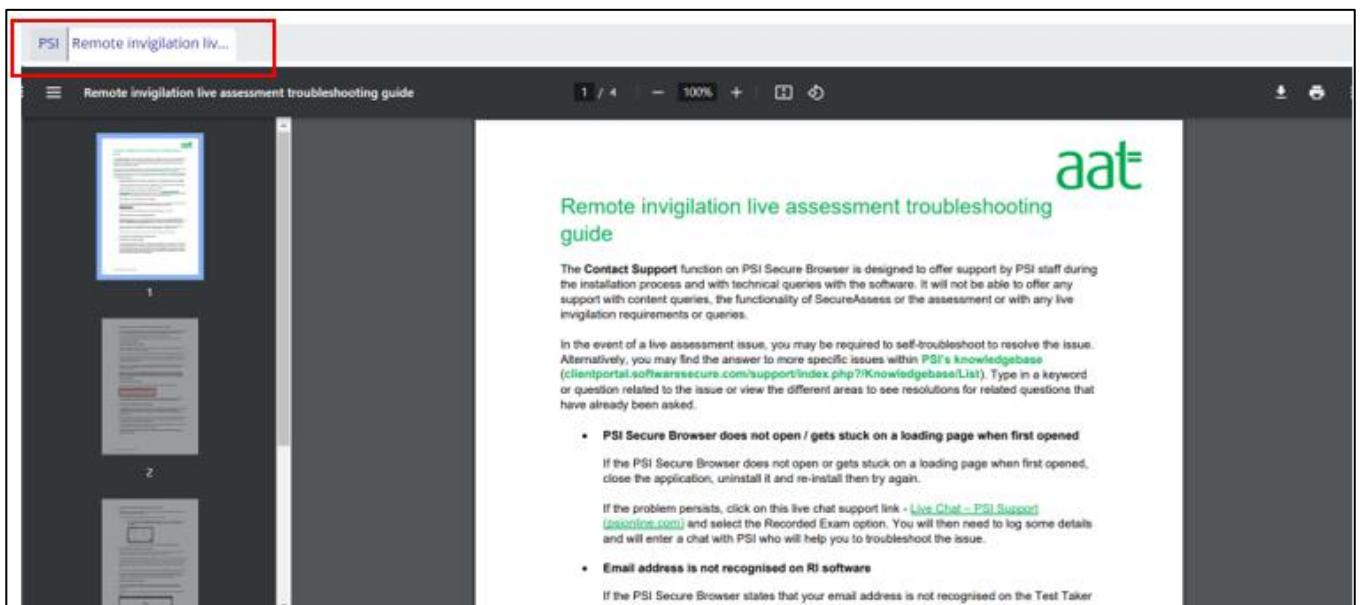 PSI Remote invigilation liv...
Remote invigilation live assessment troubleshooting guide
1 / 4
100%
aat
Remote invigilation live assessment troubleshooting
guide
The Contact Support function on PSI Secure Browser is designed to offer support by PSI staff during
the installation process and with technical queries with the software. It will not be able to offer any
support with content queries, the functionality of SecureAssess or the assessment or with any live
invigilation requirements or queries.
In the event of a live assessment issue, you may be required to self-troubleshoot to resolve the issue.
Alternatively, you may find the answer to more specific issues within PSI's knowledgebase
(clientportal.softwaresecure.com/support/index.php?/Knowledgebase/List). Type in a keyword
or question related to the issue or view the different areas to see resolutions for related questions that
have already been asked.
• PSI Secure Browser does not open / gets stuck on a loading page when first opened
If the PSI Secure Browser does not open or gets stuck on a loading page when first opened,
close the application, uninstall it and re-install then try again.
If the problem persists, click on this live chat support link - Live Chat – PSI Support
(psionline.com) and select the Recorded Exam option. You will then need to log some details
and will enter a chat with PSI who will help you to troubleshoot the issue.
• Email address is not recognised on RI software
If the PSI Secure Browser states that your email address is not recognised on the Test Taker
1
2